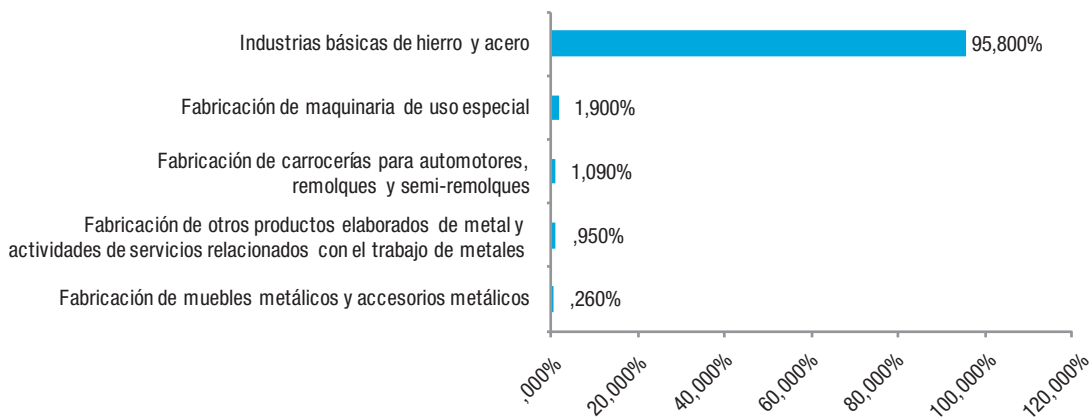 Industrias básicas de hierro y acero
95,800%
Fabricación de maquinaria de uso especial
1,900%
Fabricación de carrocerías para automotores,
remolques y semi-remolques
1,090%
Fabricación de otros productos elaborados de metal y
actividades de servicios relacionados con el trabajo de metales
,950%
Fabricación de muebles metálicos y accesorios metálicos
,260%
,000%
20,000%
40,000%
60,000%
80,000%
100,000%
120,000%